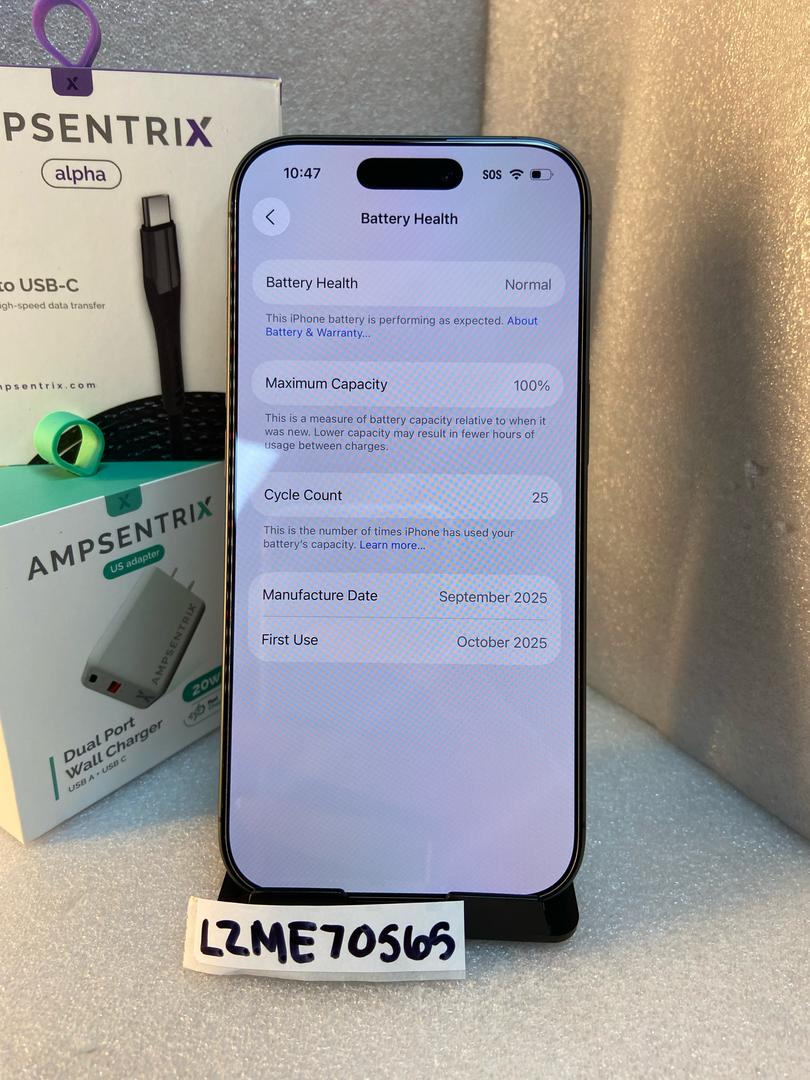 PSENTRIX
alpha
to USB-C
igh-speed data transfer
mpsentrix.com
AMPSENTRIX
US adapter
AMPSENTRIX
20W
Dual Port
Wall Charger
USB A + USB C
10:47
SOS
Battery Health
Battery Health Normal
This iPhone battery is performing as expected. About
Battery & Warranty...
Maximum Capacity 100%
This is a measure of battery capacity relative to when it
was new. Lower capacity may result in fewer hours of
usage between charges.
Cycle Count 25
This is the number of times iPhone has used your
battery's capacity. Learn more...
Manufacture Date September 2025
First Use October 2025
LZME70565